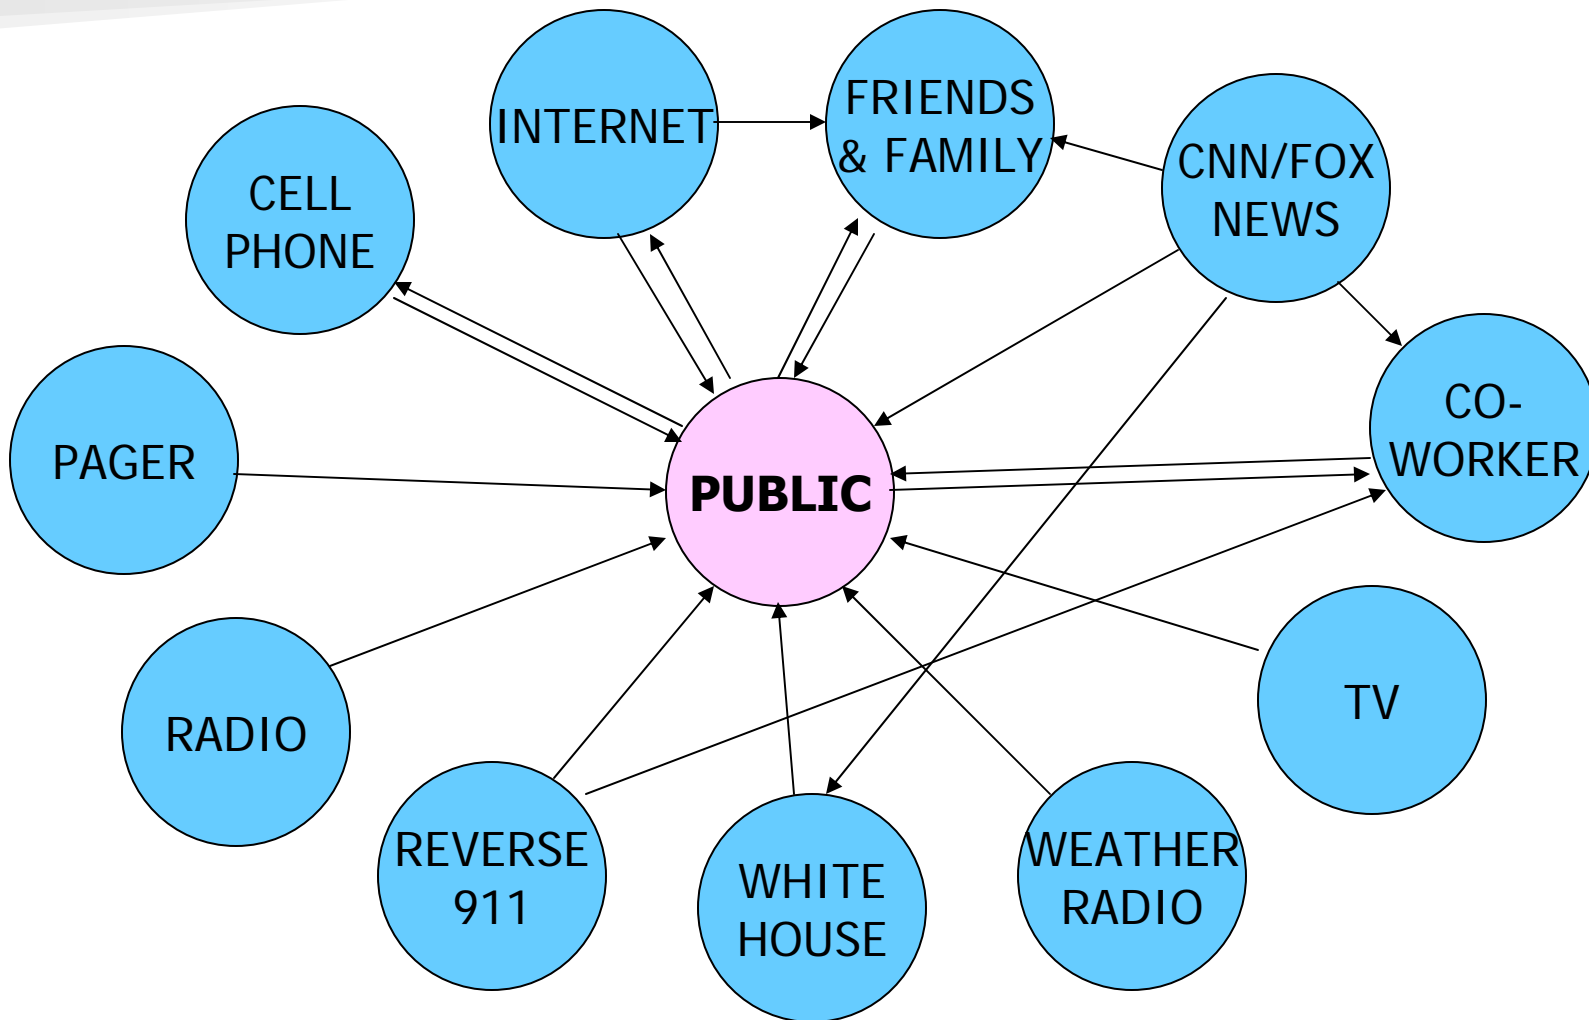 INTERNET
FRIENDS
& FAMILY
CNN/FOX
NEWS
CELL
PHONE
CO-
WORKER
PAGER
PUBLIC
RADIO
TV
REVERSE
911
WHITE
HOUSE
WEATHER
RADIO